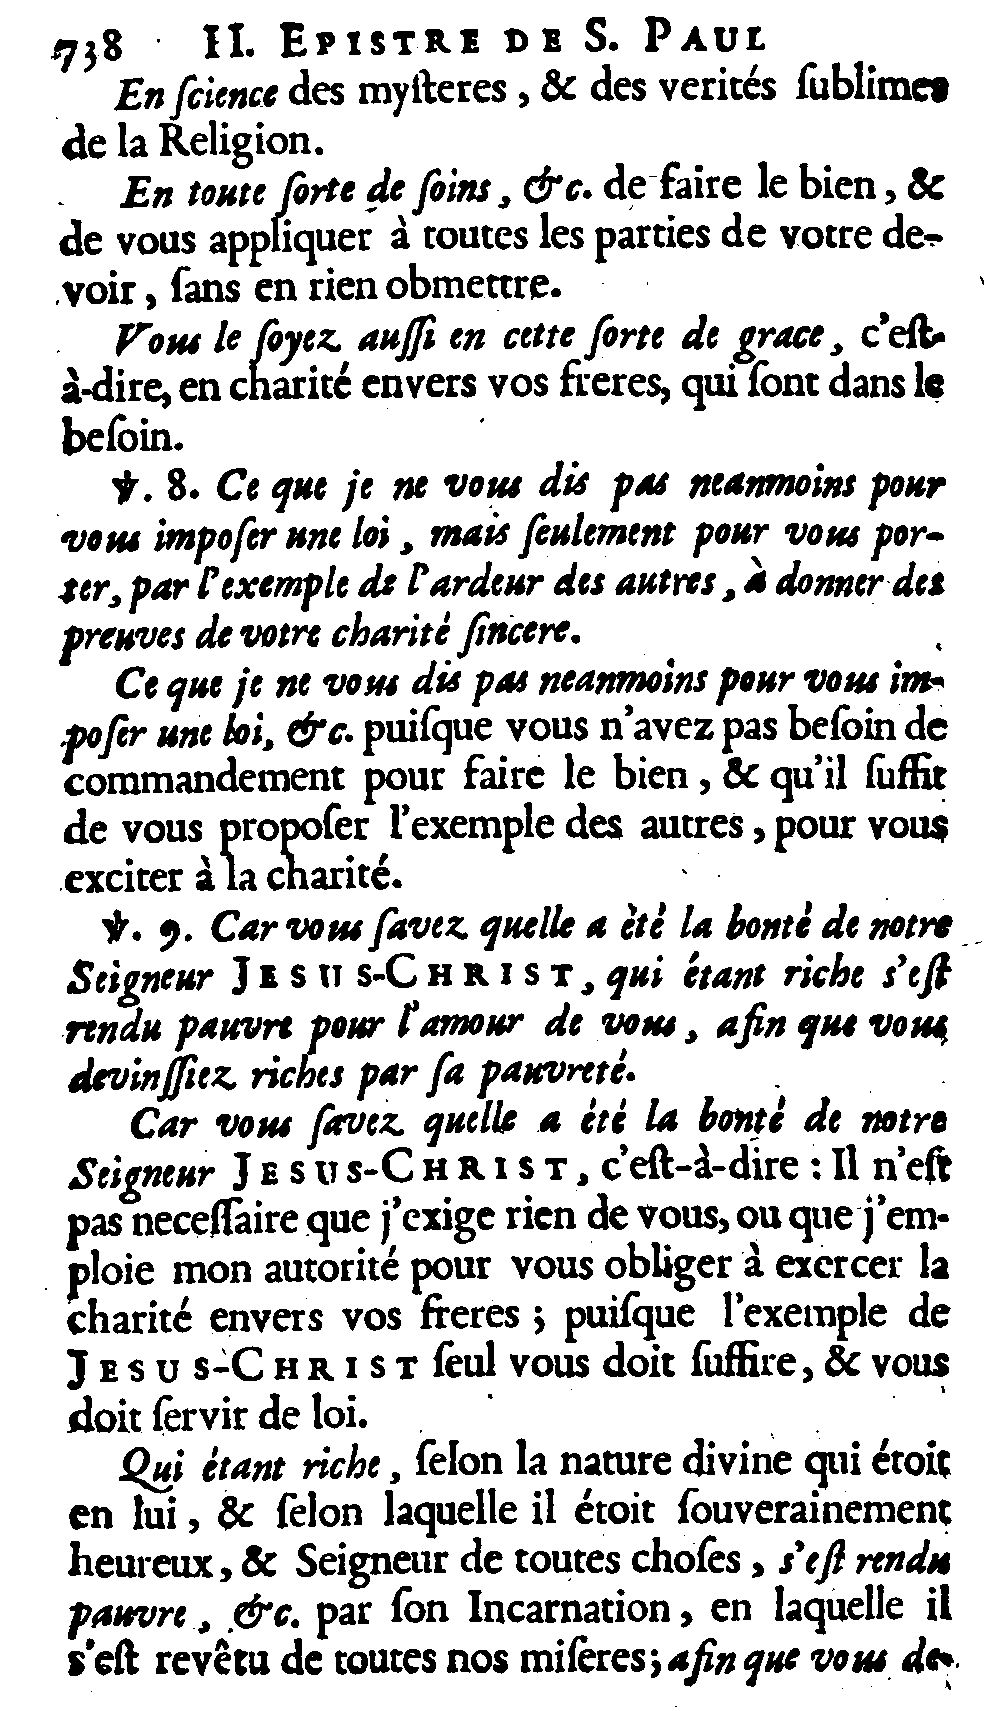 738 II. EPISTRE DE S. PAUL
En ſcience des myſteres, & des verités ſublimes
de la Religion.
En toute ſorte de ſoins, &c. de faire le bien, &
de vous appliquer à toutes les parties de votre de-
voir, ſans en rien obmettre.
Vous le ſoyez auſſi en cette ſorte de grace, c'eſt-
à-dire, en charité envers vos freres, qui ſont dans le
beſoin.
℣. 8. Ce que je ne vous dis pas neanmoins pour
vous impoſer une loi, mais ſeulement pour vous por-
ter, par l'exemple de l'ardeur des autres, à donner des
preuves de votre charité ſincere.
Ce que je ne vous dis pas neanmoins pour vous im-
poſer une loi, &c. puiſque vous n'avez pas beſoin de
commandement pour faire le bien, & qu'il ſuffit
de vous propoſer l'exemple des autres, pour vous
exciter à la charité.
℣. 9. Car vous ſavez quelle a èté la bonté de notre
Seigneur JESUS-CHRIST, qui étant riche s'eſt
rendu pauvre pour l'amour de vous, afin que vous
devinſſiez riches par ſa pauvreté.
Car vous ſavez quelle a été la bonté de notre
Seigneur JESUS-CHRIST, c'eſt-à-dire : Il n'eſt
pas neceſſaire que j'exige rien de vous, ou que j'em-
ploie mon autorité pour vous obliger à exercer la
charité envers vos freres ; puiſque l'exemple de
JESUS-CHRIST ſeul vous doit ſuffire, & vous
doit ſervir de loi.
Qui étant riche, ſelon la nature divine qui étoit
en lui, & ſelon laquelle il étoit ſouverainement
heureux, & Seigneur de toutes choſes, s'eſt rendu
pauvre, &c. par ſon Incarnation, en laquelle il
s'eſt revêtu de toutes nos miſeres; afin que vous de-